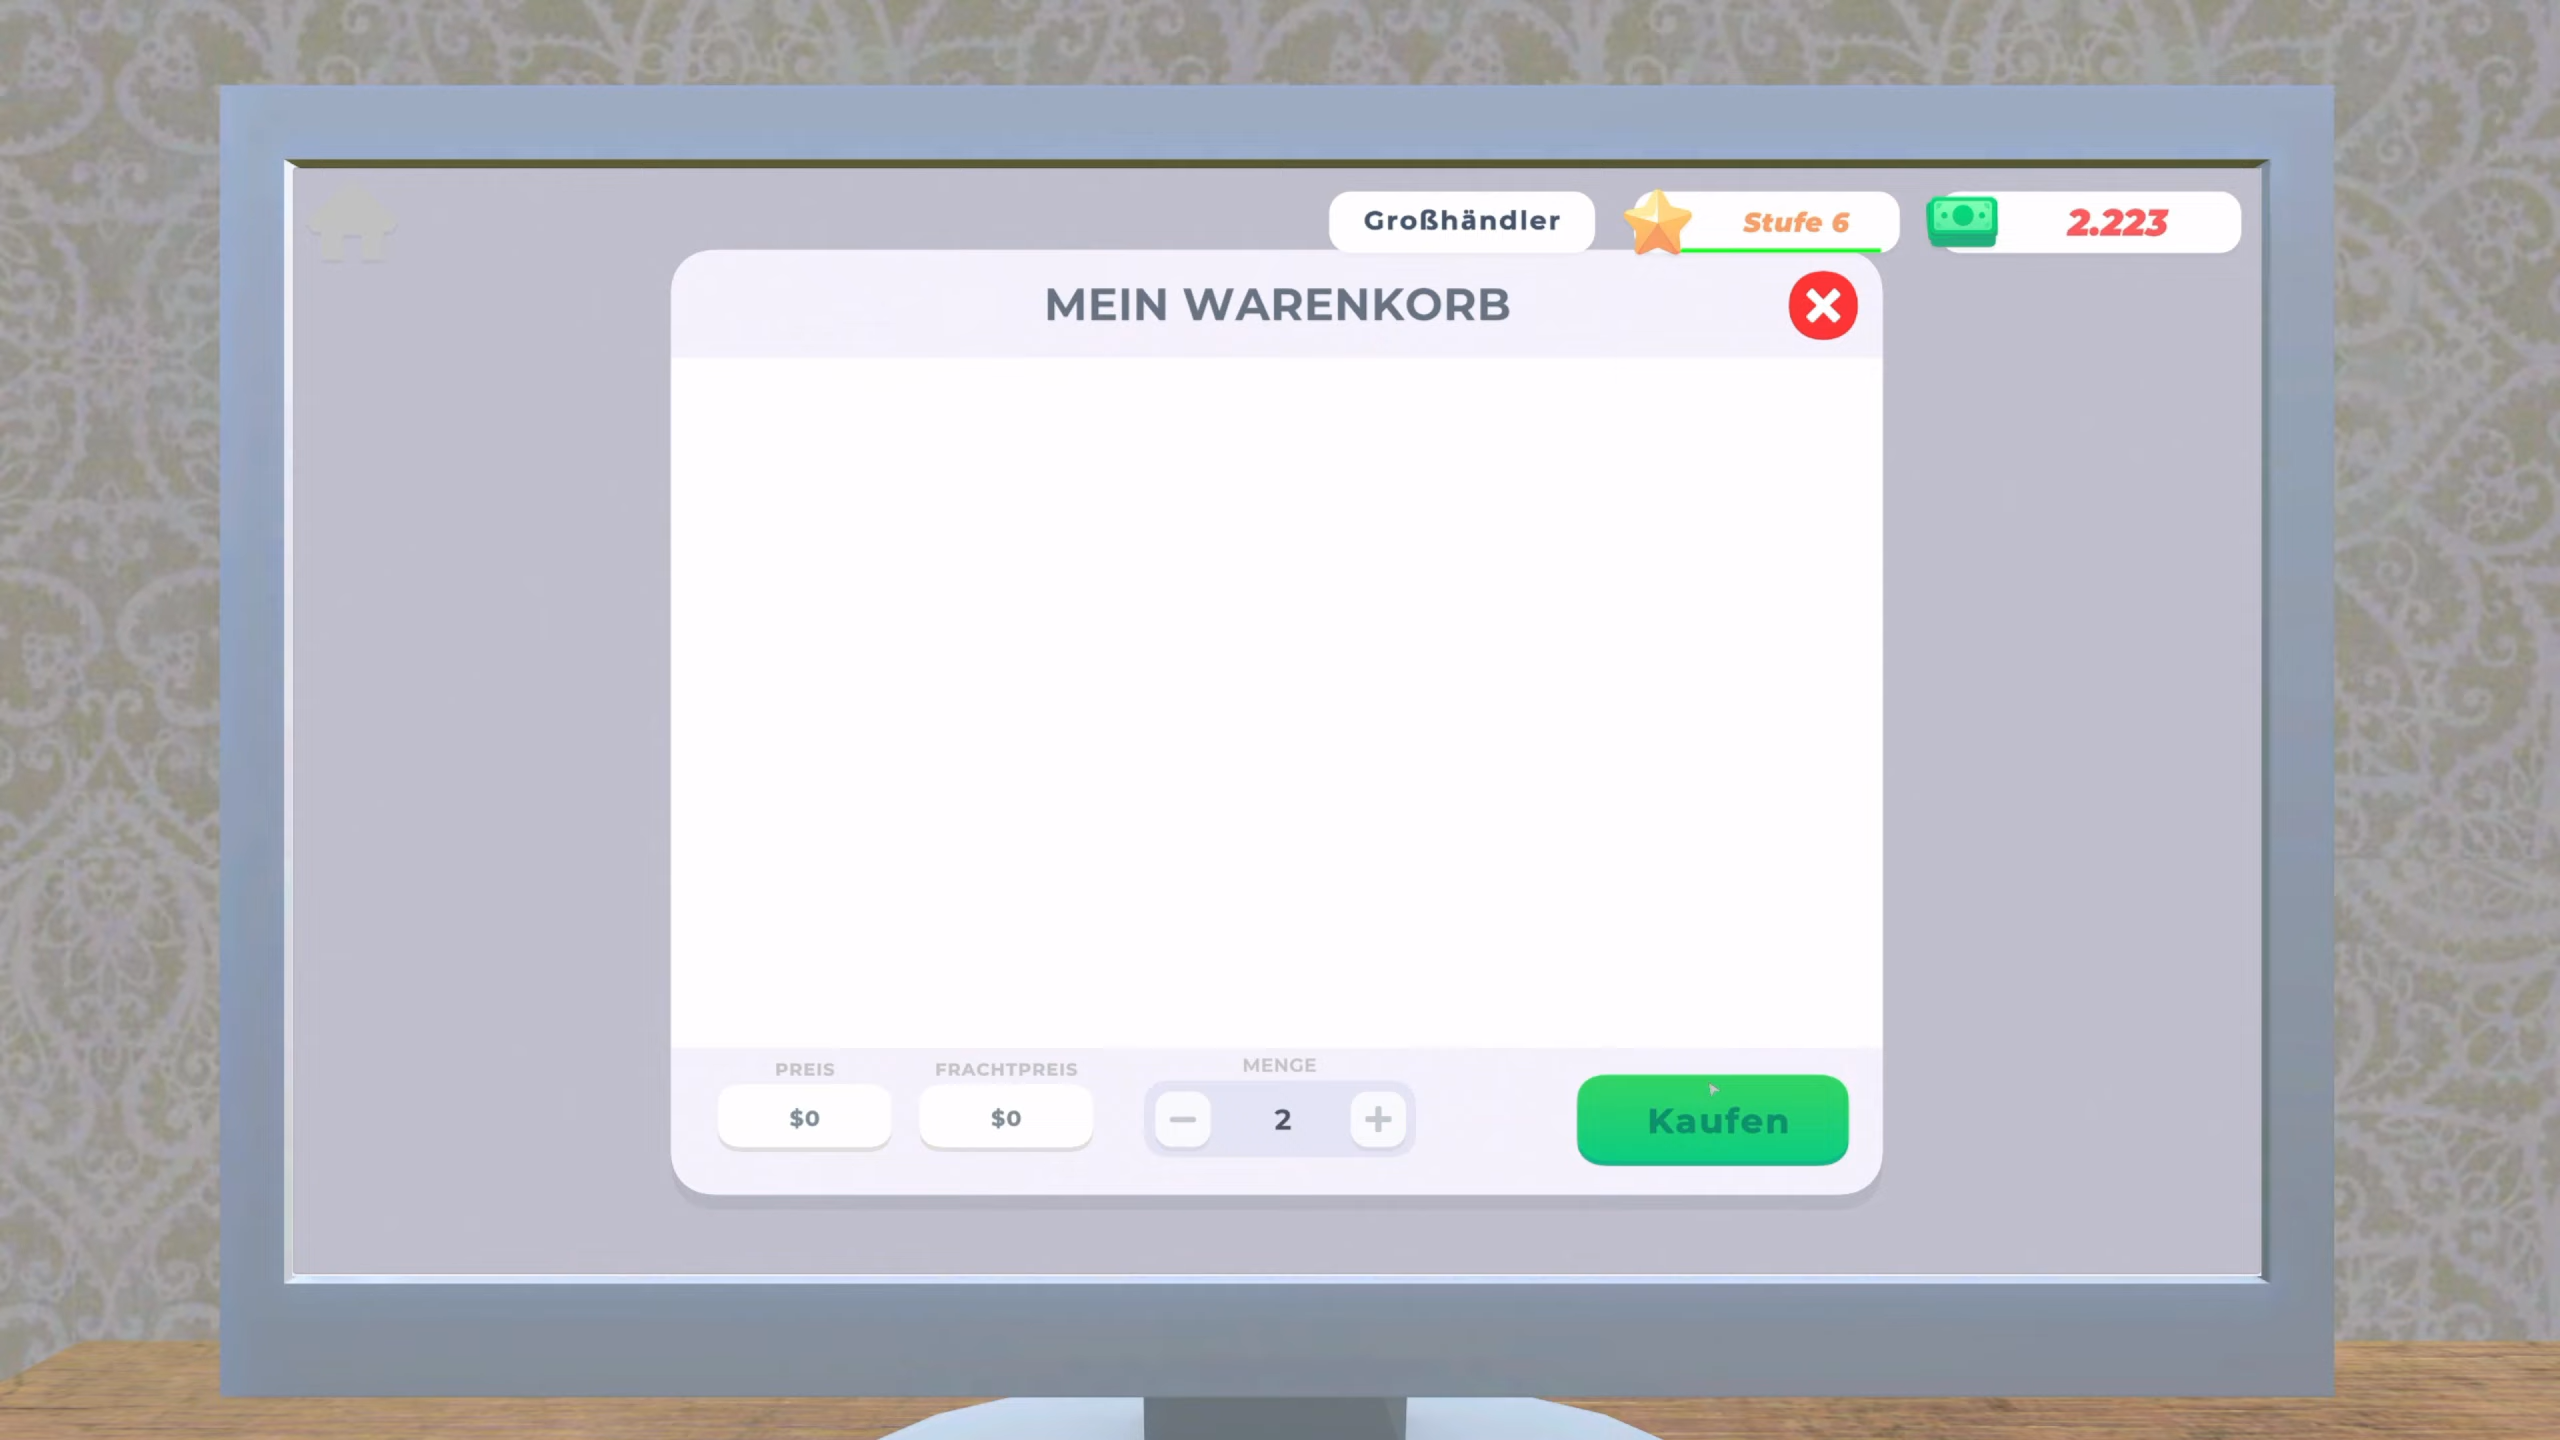 Großhändler
Stufe 6
2.223
MEIN WARENKORB
PREIS
FRACHTPREIS
MENGE
$0
$0
2
Kaufen